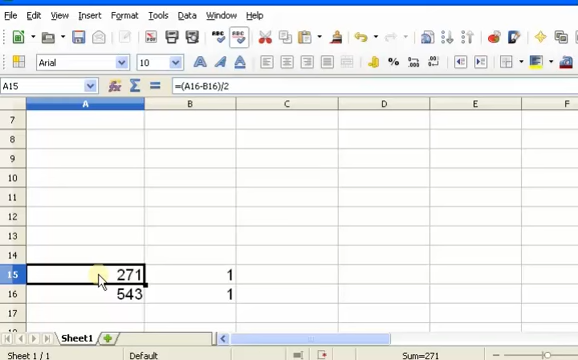 File Edit View Insert Format Tools Data Window Help
Arial 10
A15 =(A16-B16)/2
A B C D E F
7
8
9
10
11
12
13
14
15 271 1
16 543 1
17
Sheet1
Sheet 1 / 1 Default Sum=271